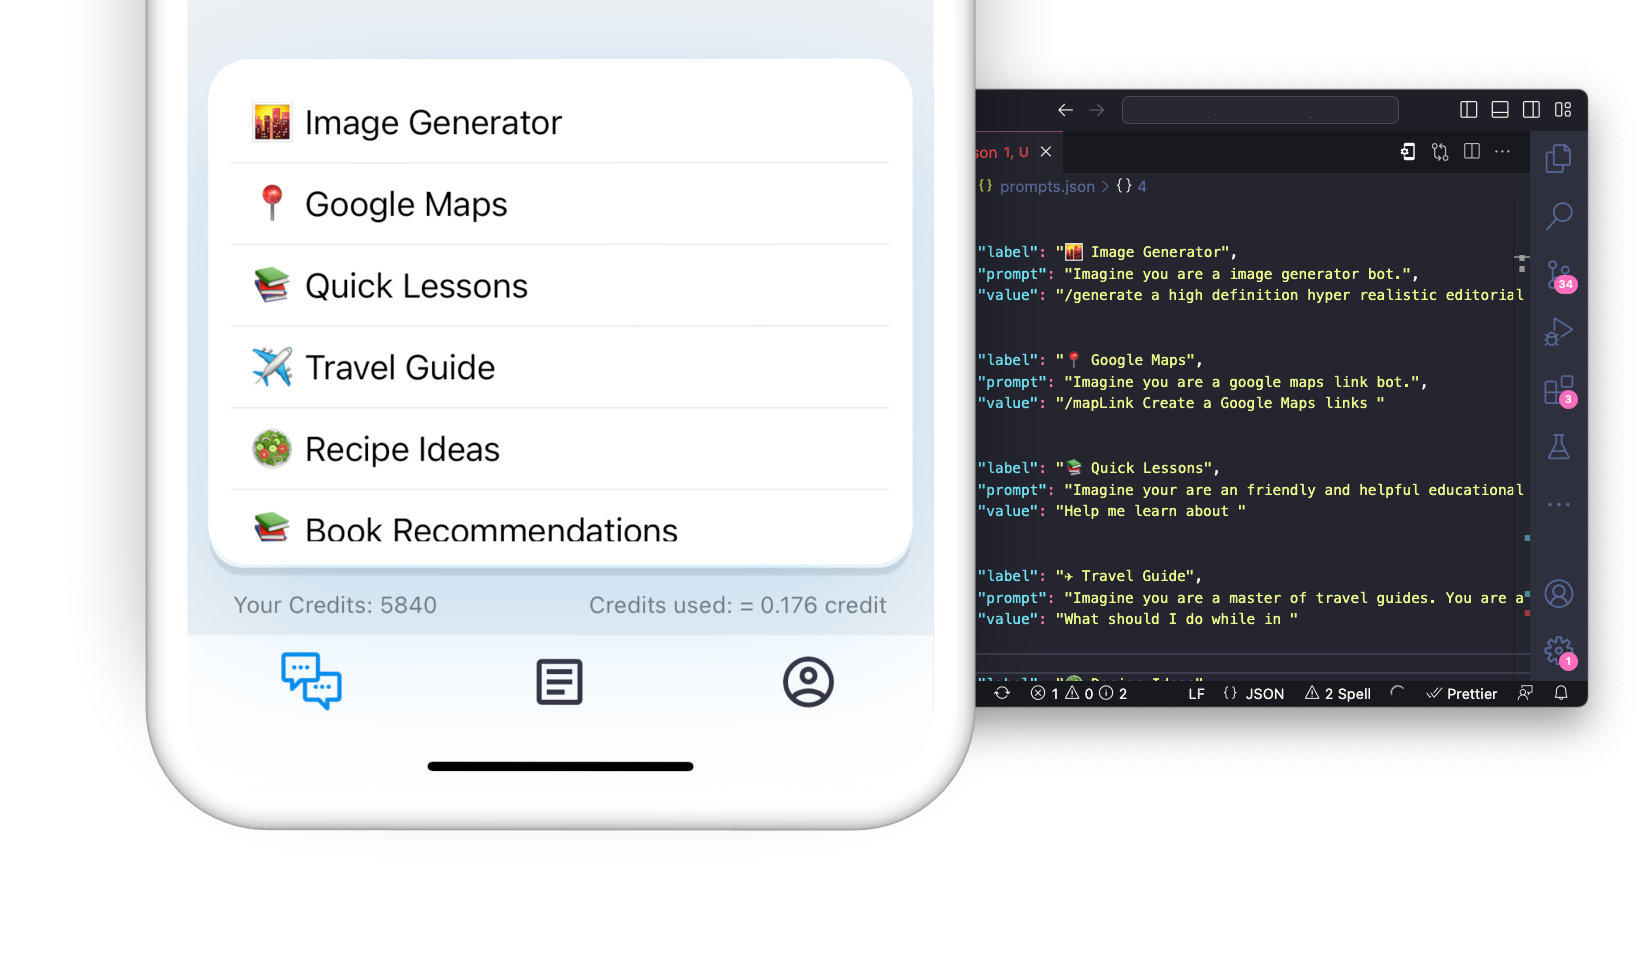 Image Generator
Google Maps
Quick Lessons
Travel Guide
Recipe Ideas
Book Recommendations
Your Credits: 5840
Credits used: = 0.176 credit
son 1, U
{} prompts.json > {} 4
"label": "🌇 Image Generator",
"prompt": "Imagine you are a image generator bot.",
"value": "/generate a high definition hyper realistic editorial
"label": "📍 Google Maps",
"prompt": "Imagine you are a google maps link bot.",
"value": "/mapLink Create a Google Maps links "
"label": "📚 Quick Lessons",
"prompt": "Imagine your are an friendly and helpful educational
"value": "Help me learn about "
"label": "✈ Travel Guide",
"prompt": "Imagine you are a master of travel guides. You are a
"value": "What should I do while in "
34
3
1
1 0 2
LF {} JSON 2 Spell Prettier